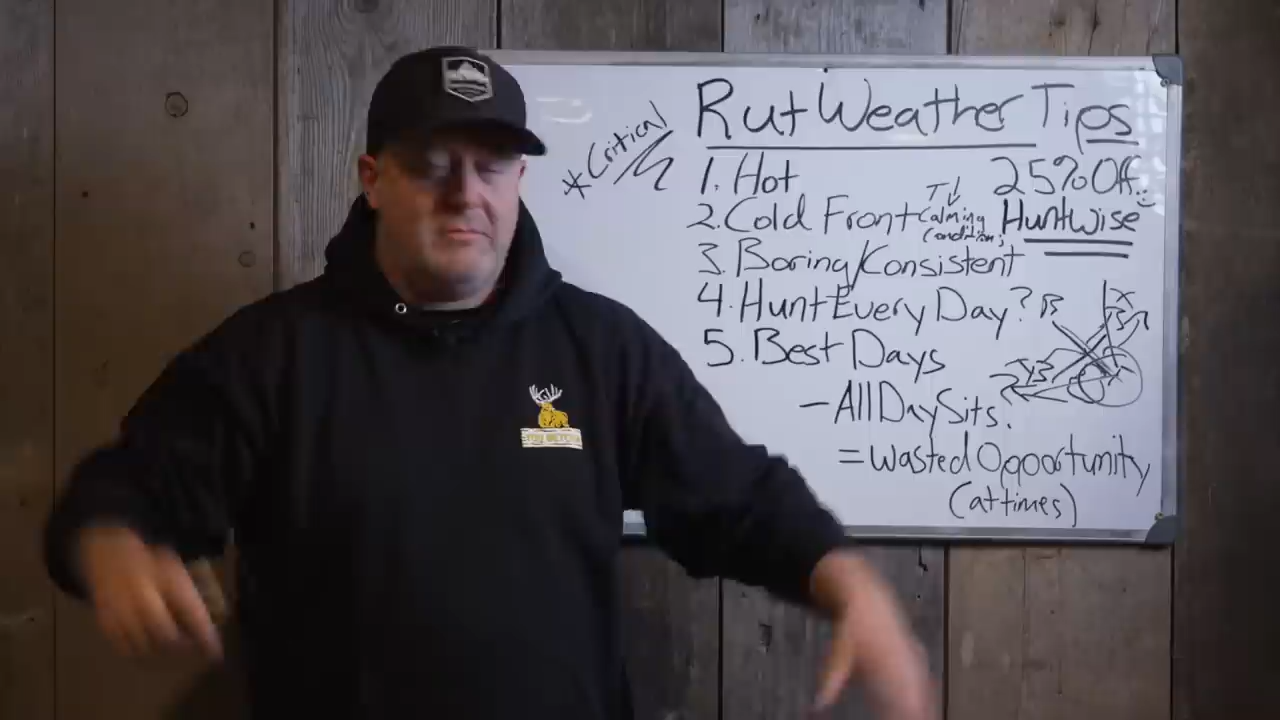 *Critical
Rut Weather Tips
1. Hot
25% Off
2. Cold Front
T↓
Calming
Conditions
HuntWise
3. Boring/Consistent
4. Hunt Every Day?
5. Best Days
- All Day Sits?
= Wasted Opportunity
(at times)
B
X
B